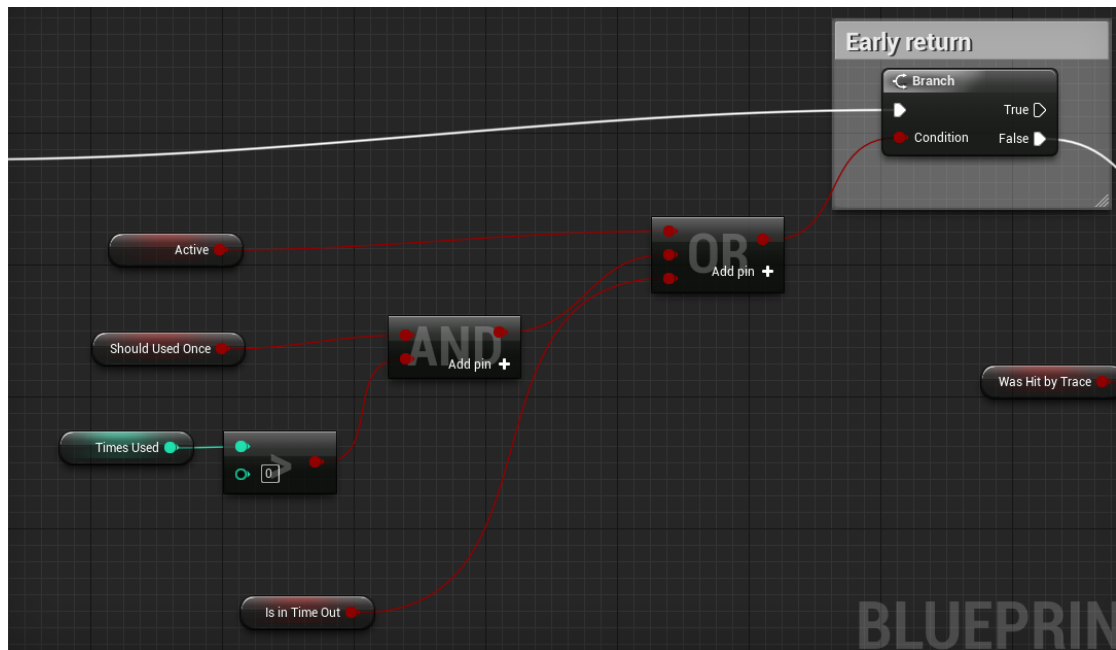 Early return
Branch
True
Condition
False
Active
OR
Add pin +
Should Used Once
AND
Add pin +
Was Hit by Trace
Times Used
0
>
Is in Time Out
BLUEPRIN